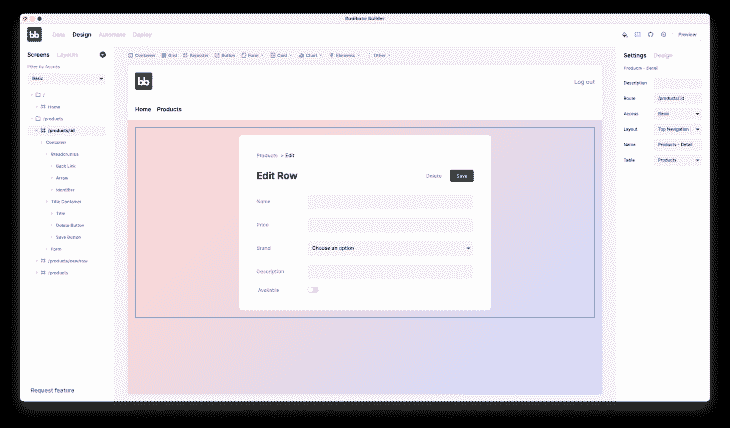 Budibase Builder
bb
Data Design Automate Deploy
Preview
Screens Layouts
Filter by Access
Basic
/
Home
/products
/products/:id
Container
Breadcrumbs
Back Link
Arrow
Identifier
Title Container
Title
Delete Button
Save Button
Form
/products/new/row
/products
Request feature
Container Grid Repeater Button Form Card Chart Elements Other
bb
Log out
Home Products
Products > Edit
Edit Row
Delete
Save
Name
Price
Brand Choose an option
Description
Available
Settings Design
Products - Detail
Description
Route /products/:id
Access Basic
Layout Top Navigation
Name Products - Detail
Table Products